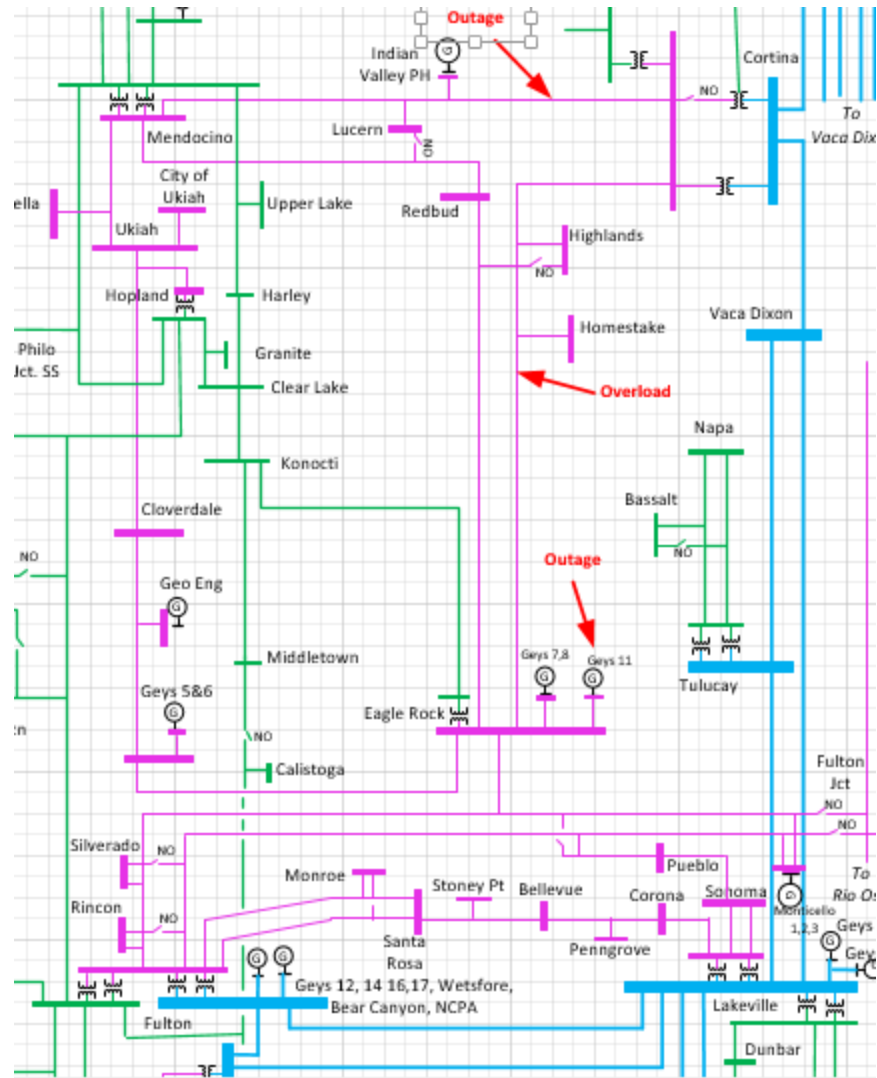 Outage
Indian
Valley PH
G
Cortina
NO
To
Vaca Dix
Mendocino
Lucern
NO
City of
Ukiah
ella
Upper Lake
Redbud
Ukiah
Highlands
NO
Hopland
Harley
Vaca Dixon
Homestake
Philo
Jct. SS
Granite
Clear Lake
Overload
Napa
Konocti
Bassalt
NO
Cloverdale
NO
Outage
Geo Eng
G
Middletown
Geys 7,8
Geys 11
G
G
Tulucay
Geys 5&6
G
Eagle Rock
NO
Calistoga
Fulton
Jct
NO
NO
Silverado
NO
Pueblo
To
Rio Os
Monroe
Stoney Pt
Bellevue
Corona
Sonoma
G
Monticello
1,2,3
Rincon
NO
Penngrove
Santa
Rosa
Geys
G
G
G
Gey
G
Geys 12, 14 16,17, Wetsfore,
Bear Canyon, NCPA
Lakeville
Fulton
Dunbar